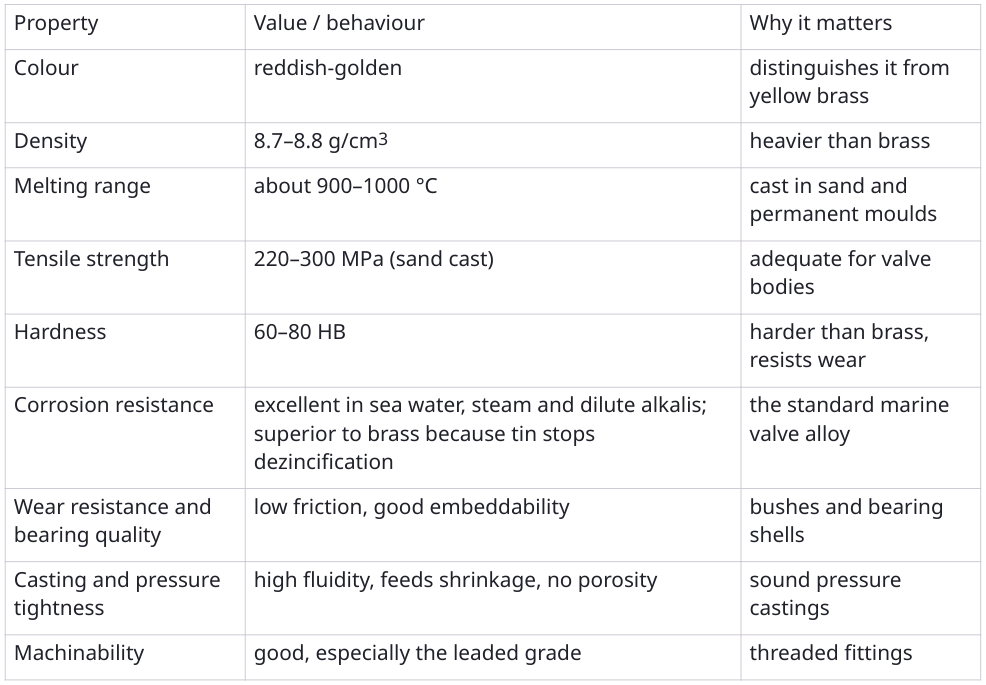 Property Value / behaviour Why it matters
Colour reddish-golden distinguishes it from
yellow brass
Density 8.7–8.8 g/cm3 heavier than brass
Melting range about 900–1000 °C cast in sand and
permanent moulds
Tensile strength 220–300 MPa (sand cast) adequate for valve
bodies
Hardness 60–80 HB harder than brass,
resists wear
Corrosion resistance excellent in sea water, steam and dilute alkalis; the standard marine
superior to brass because tin stops valve alloy
dezincification
Wear resistance and low friction, good embeddability bushes and bearing
bearing quality shells
Casting and pressure high fluidity, feeds shrinkage, no porosity sound pressure
tightness castings
Machinability good, especially the leaded grade threaded fittings